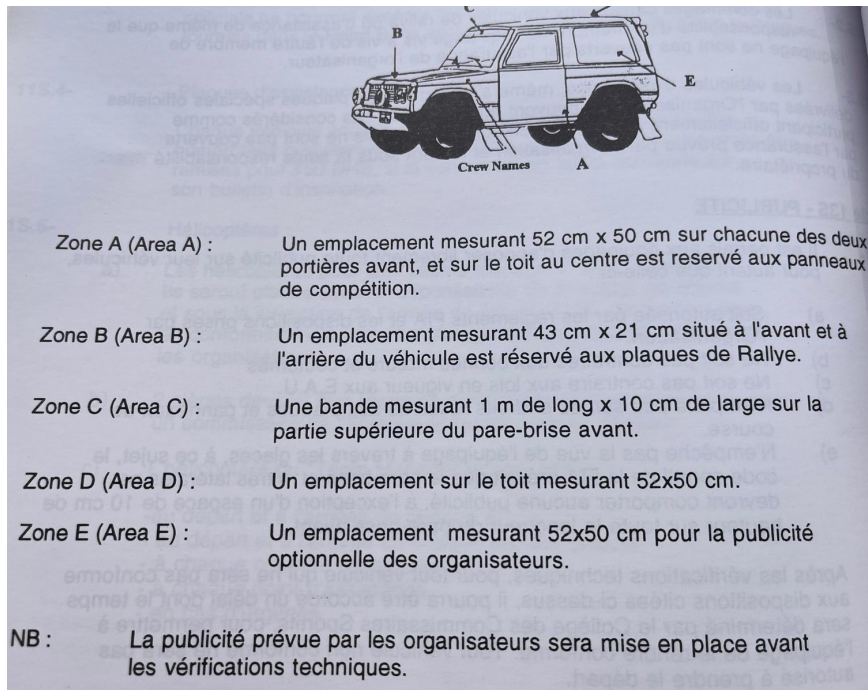 C
B
E
Crew Names
A
Zone A (Area A) : Un emplacement mesurant 52 cm x 50 cm sur chacune des deux
portières avant, et sur le toit au centre est reservé aux panneaux
de compétition.
Zone B (Area B) : Un emplacement mesurant 43 cm x 21 cm situé à l'avant et à
l'arrière du véhicule est réservé aux plaques de Rallye.
Zone C (Area C) : Une bande mesurant 1 m de long x 10 cm de large sur la
partie supérieure du pare-brise avant.
Zone D (Area D) : Un emplacement sur le toit mesurant 52x50 cm.
Zone E (Area E) : Un emplacement mesurant 52x50 cm pour la publicité
optionnelle des organisateurs.
NB : La publicité prévue par les organisateurs sera mise en place avant
les vérifications techniques.